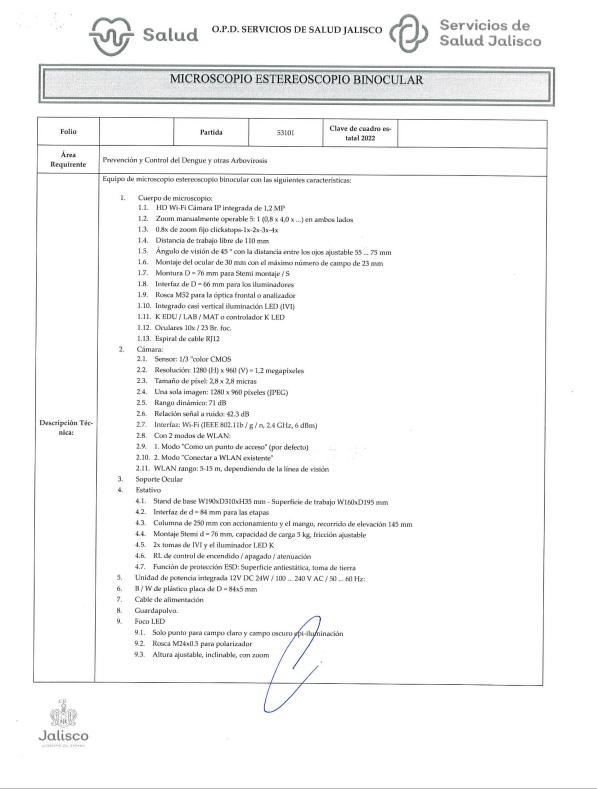 Salud
O.P.D. SERVICIOS DE SALUD JALISCO
Servicios de
Salud Jalisco
MICROSCOPIO ESTEREOSCOPIO BINOCULAR
Folio
Partida
53101
Clave de cuadro es-
tatal 2022
Área
Requirente
Prevención y Control del Dengue y otras Arbovirosis
Descripción Téc-
nica:
Equipo de microscopio estereoscopio binocular con las siguientes características:
1. Cuerpo de microscopio:
1.1. HD Wi-Fi Cámara IP integrada de 1,2 MP
1.2. Zoom manualmente operable 5: 1 (0,8 x 4,0 x ...) en ambos lados
1.3. 0.8x de zoom fijo clickstops-1x-2x-3x-4x
1.4. Distancia de trabajo libre de 110 mm
1.5. Ángulo de visión de 45 ° con la distancia entre los ojos ajustable 55 ... 75 mm
1.6. Montaje del ocular de 30 mm con el máximo número de campo de 23 mm
1.7. Montura D = 76 mm para Stemi montaje / S
1.8. Interfaz de D = 66 mm para los iluminadores
1.9. Rosca M52 para la óptica frontal o analizador
1.10. Integrado casi vertical iluminación LED (IVI)
1.11. K EDU / LAB / MAT o controlador K LED
1.12. Oculares 10x / 23 Br. foc.
1.13. Espiral de cable RJ12
2. Cámara:
2.1. Sensor: 1/3 "color CMOS
2.2. Resolución: 1280 (H) x 960 (V) = 1,2 megapíxeles
2.3. Tamaño de píxel: 2,8 x 2,8 micras
2.4. Una sola imagen: 1280 x 960 píxeles (JPEG)
2.5. Rango dinámico: 71 dB
2.6. Relación señal a ruido: 42.3 dB
2.7. Interfaz: Wi-Fi (IEEE 802.11b / g / n, 2.4 GHz, 6 dBm)
2.8. Con 2 modos de WLAN:
2.9. 1. Modo "Como un punto de acceso" (por defecto)
2.10. 2. Modo "Conectar a WLAN existente"
2.11. WLAN rango: 5-15 m, dependiendo de la línea de visión
3. Soporte Ocular
4. Estativo
4.1. Stand de base W190xD310xH35 mm - Superficie de trabajo W160xD195 mm
4.2. Interfaz de d = 84 mm para las etapas
4.3. Columna de 250 mm con accionamiento y el mango, recorrido de elevación 145 mm
4.4. Montaje Stemi d = 76 mm, capacidad de carga 5 kg, fricción ajustable
4.5. 2x tomas de IVI y el iluminador LED K
4.6. RL de control de encendido / apagado / atenuación
4.7. Función de protección ESD: Superficie antiestática, toma de tierra
5. Unidad de potencia integrada 12V DC 24W / 100 ... 240 V AC / 50 ... 60 Hz:
6. B / W de plástico placa de D = 84x5 mm
7. Cable de alimentación
8. Guardapolvo.
9. Foco LED
9.1. Solo punto para campo claro y campo oscuro epi-iluminación
9.2. Rosca M24x0.5 para polarizador
9.3. Altura ajustable, inclinable, con zoom
Jalisco
GOBIERNO DEL ESTADO